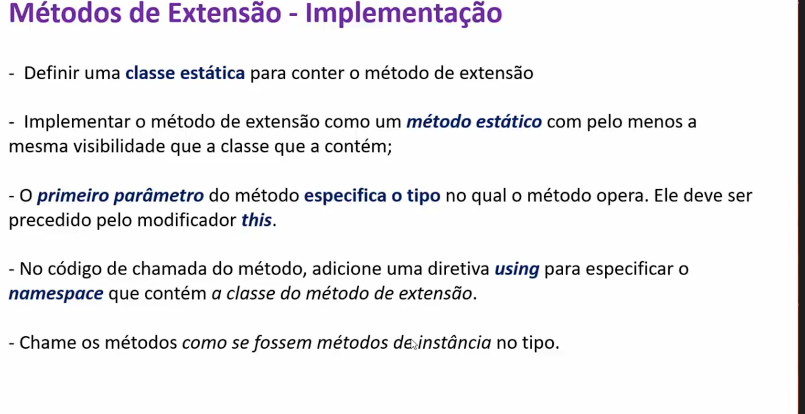 Métodos de Extensão - Implementação
- Definir uma classe estática para conter o método de extensão
- Implementar o método de extensão como um método estático com pelo menos a
mesma visibilidade que a classe que a contém;
- O primeiro parâmetro do método especifica o tipo no qual o método opera. Ele deve ser
precedido pelo modificador this.
- No código de chamada do método, adicione uma diretiva using para especificar o
namespace que contém a classe do método de extensão.
- Chame os métodos como se fossem métodos de instância no tipo.